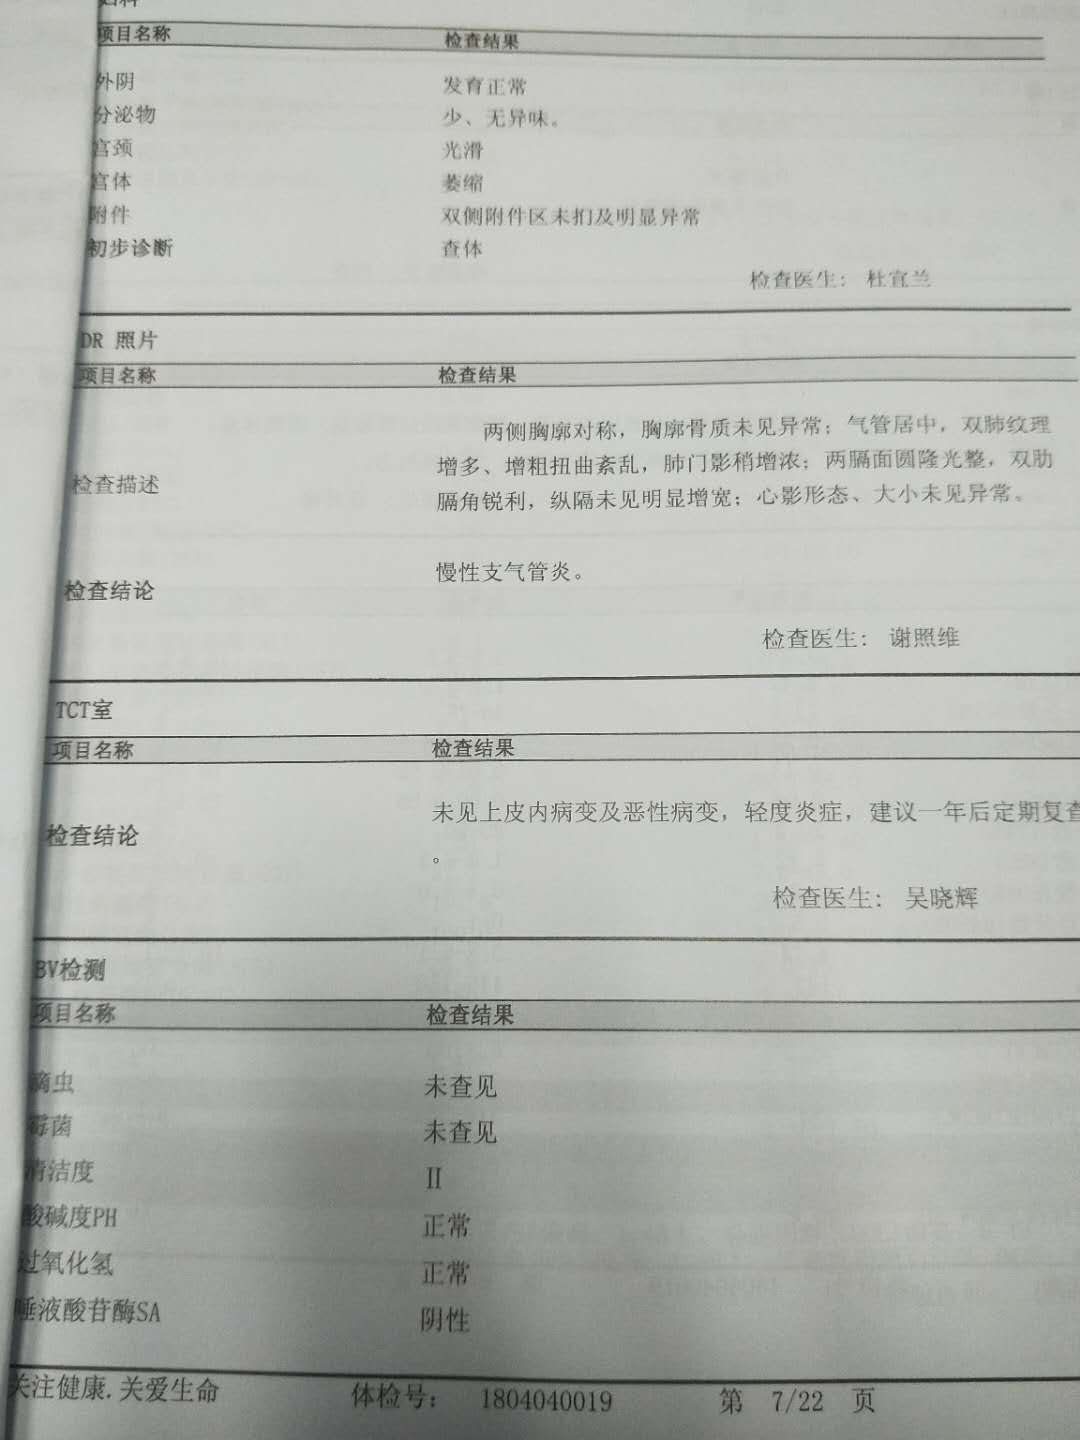 妇科
项目名称 检查结果
外阴 发育正常
分泌物 少、无异味。
宫颈 光滑
宫体 萎缩
附件 双侧附件区未扪及明显异常
初步诊断 查体
检查医生: 杜宜兰
DR 照片
项目名称 检查结果
两侧胸廓对称，胸廓骨质未见异常；气管居中，双肺纹理
增多、增粗扭曲紊乱，肺门影稍增浓；两膈面圆隆光整，双肋
检查描述
膈角锐利，纵隔未见明显增宽；心影形态、大小未见异常。
慢性支气管炎。
检查结论
检查医生: 谢照维
TCT室
项目名称 检查结果
未见上皮内病变及恶性病变，轻度炎症，建议一年后定期复查
检查结论
。
检查医生: 吴晓辉
BV检测
项目名称 检查结果
滴虫 未查见
霉菌 未查见
清洁度 II
酸碱度PH 正常
过氧化氢 正常
唾液酸苷酶SA 阴性
关注健康.关爱生命 体检号: 1804040019 第 7/22 页